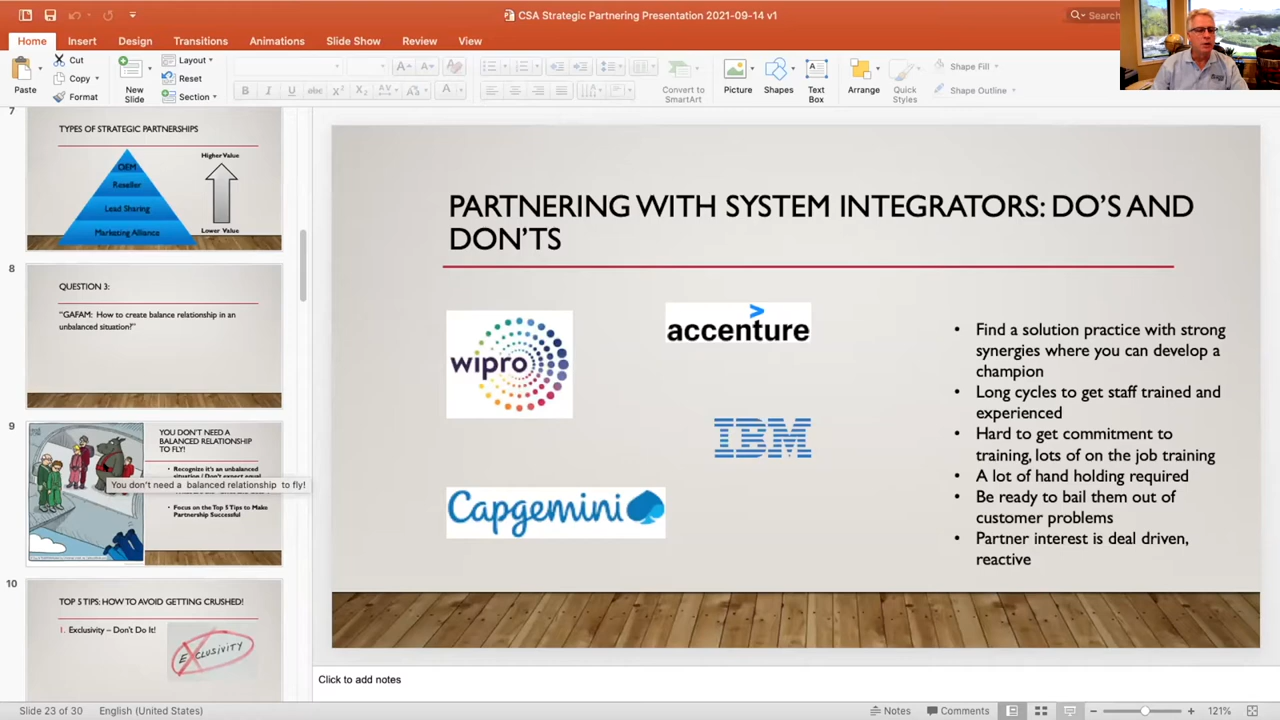 CSA Strategic Partnering Presentation 2021-09-14 v1
Search
Home
Insert
Design
Transitions
Animations
Slide Show
Review
View
Paste
Cut
Copy
Format
New
Slide
Layout
Reset
Section
B I U abc
Convert to
SmartArt
Picture
Shapes
Text
Box
Arrange
Quick
Styles
Shape Fill
Shape Outline
7
TYPES OF STRATEGIC PARTNERSHIPS
OEM
Reseller
Lead Sharing
Marketing Alliance
Higher Value
Lower Value
8
QUESTION 3:
"GAFAM: How to create balance relationship in an
unbalanced situation?"
9
YOU DON'T NEED A
BALANCED RELATIONSHIP
TO FLY!
• Recognize it's an unbalanced
situation / Don't expect equal
You don't need a balanced relationship to fly!
• Focus on the Top 5 Tips to Make
Partnership Successful
10
TOP 5 TIPS: HOW TO AVOID GETTING CRUSHED!
1. Exclusivity – Don't Do It!
EXCLUSIVITY
PARTNERING WITH SYSTEM INTEGRATORS: DO'S AND
DON'TS
wipro
accenture
IBM
Capgemini
• Find a solution practice with strong
synergies where you can develop a
champion
• Long cycles to get staff trained and
experienced
• Hard to get commitment to
training, lots of on the job training
• A lot of hand holding required
• Be ready to bail them out of
customer problems
• Partner interest is deal driven,
reactive
Click to add notes
Slide 23 of 30
English (United States)
Notes
Comments
121%